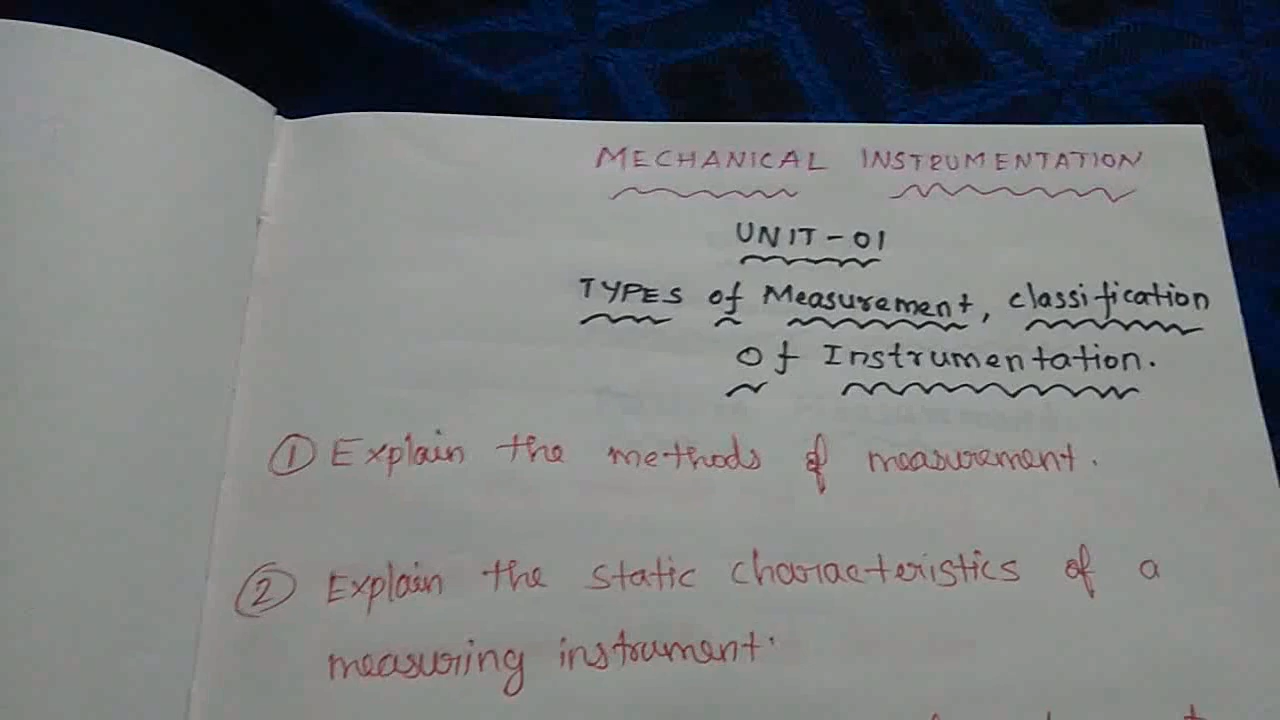 MECHANICAL INSTRUMENTATION
UNIT-01
TYPES of Measurement, classification
Of Instrumentation.
① Explain the methods of measurement.
② Explain the static characteristics of a
measuring instrument.